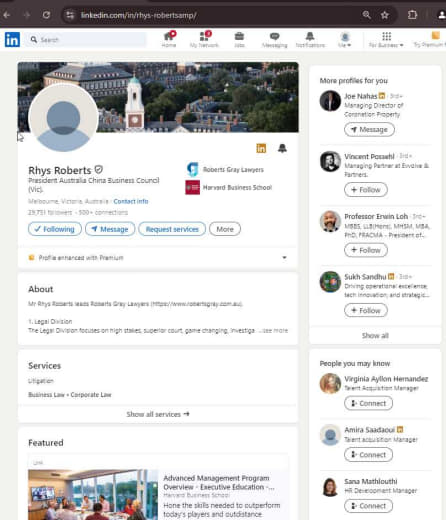 linkedin.com/in/rhys-robertsamp/
in
Search
Home
My Network
Jobs
Messaging
Notifications
Me
For Business
Try Premium
Rhys Roberts
President Australia China Business Council
(Vic).
Melbourne, Victoria, Australia · Contact info
500+ connections
Roberts Gray Lawyers
Harvard Business School
Following
Message
Request services
More
Profile enhanced with Premium
About
Mr Rhys Roberts leads Roberts Gray Lawyers (https://www.robertsgray.com.au).
1. Legal Division
The Legal Division focuses on high stakes, superior court, game changing, investiga ...see more
Services
Litigation
Business Law • Corporate Law
Show all services →
Featured
Link
Advanced Management Program
Overview - Executive Education -...
Harvard Business School
Hone the skills needed to outperform
today's players and outdistance
More profiles for you
Joe Nahas in · 3rd+
Managing Director of
Coronation Property
Message
Vincent Possehl · 3rd+
Managing Partner at Evolve &
Partners.
+ Follow
Professor Erwin Loh · 3rd+
MBBS, LLB(Hons), MHSM, MBA,
PhD, FRACMA - President of...
+ Follow
Sukh Sandhu in · 3rd+
Driving operational excellence,
tech innovation, and strategic...
+ Follow
Show all
People you may know
Virginia Ayllon Hernandez
Talent Acquisition Manager
Connect
Amira Saadaoui in
Talent acquisition Manager
Connect
Sana Mathlouthi
HR Development Manager
Connect